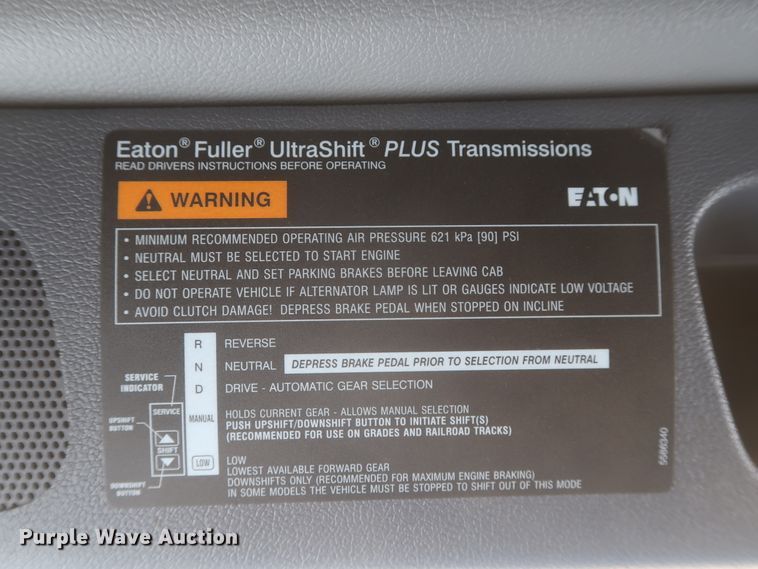 Eaton® Fuller® UltraShift® PLUS Transmissions
READ DRIVERS INSTRUCTIONS BEFORE OPERATING
WARNING
EATON
• MINIMUM RECOMMENDED OPERATING AIR PRESSURE 621 kPa [90] PSI
• NEUTRAL MUST BE SELECTED TO START ENGINE
• SELECT NEUTRAL AND SET PARKING BRAKES BEFORE LEAVING CAB
• DO NOT OPERATE VEHICLE IF ALTERNATOR LAMP IS LIT OR GAUGES INDICATE LOW VOLTAGE
• AVOID CLUTCH DAMAGE! DEPRESS BRAKE PEDAL WHEN STOPPED ON INCLINE
R REVERSE
N NEUTRAL DEPRESS BRAKE PEDAL PRIOR TO SELECTION FROM NEUTRAL
D DRIVE - AUTOMATIC GEAR SELECTION
MANUAL HOLDS CURRENT GEAR - ALLOWS MANUAL SELECTION
PUSH UPSHIFT/DOWNSHIFT BUTTON TO INITIATE SHIFT(S)
(RECOMMENDED FOR USE ON GRADES AND RAILROAD TRACKS)
LOW LOW
LOWEST AVAILABLE FORWARD GEAR
DOWNSHIFTS ONLY (RECOMMENDED FOR MAXIMUM ENGINE BRAKING)
IN SOME MODELS THE VEHICLE MUST BE STOPPED TO SHIFT OUT OF THIS MODE
SERVICE
INDICATOR
SERVICE
UPSHIFT
BUTTON
SHIFT
DOWNSHIFT
BUTTON
5586340
Purple Wave Auction